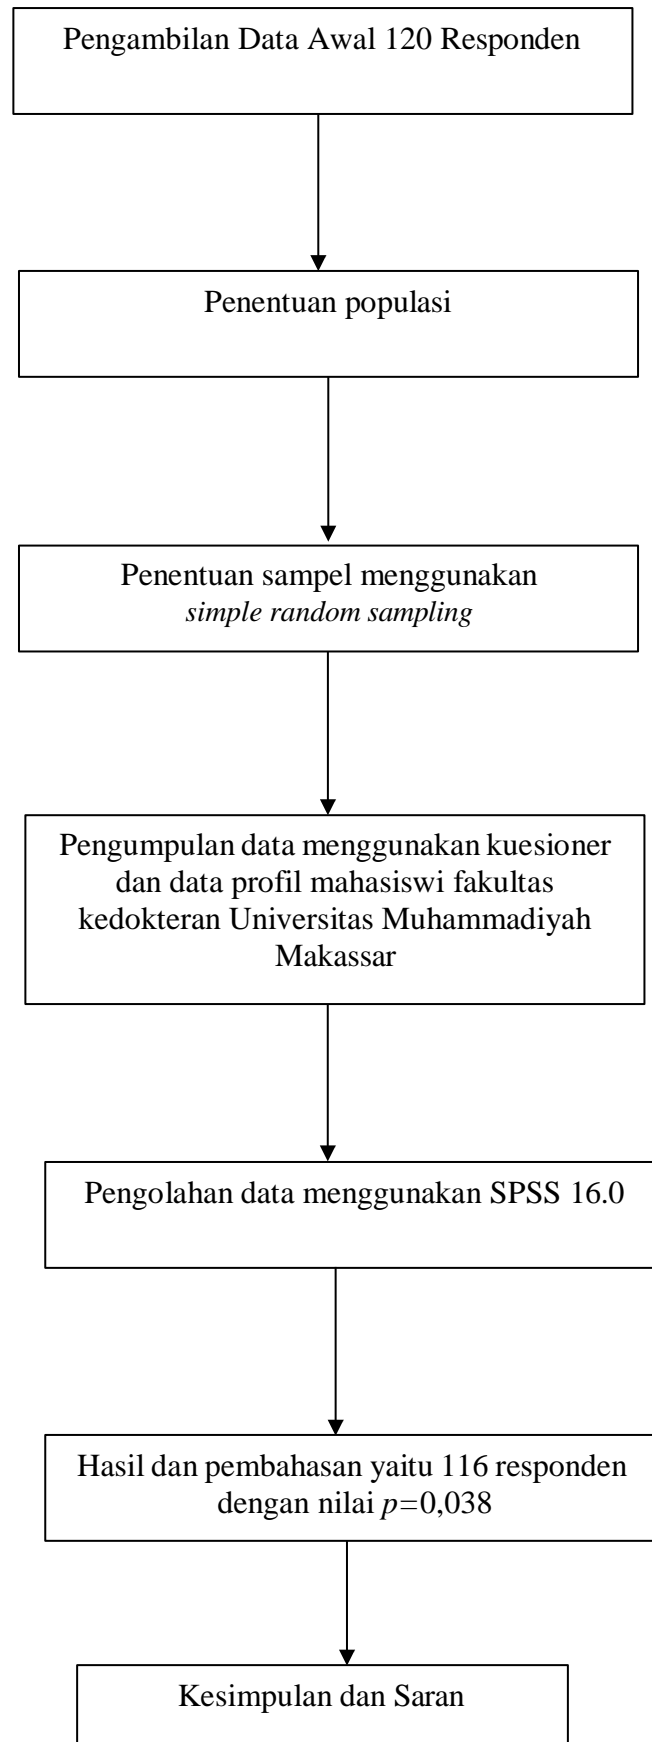 Pengambilan Data Awal 120 Responden
Penentuan populasi
Penentuan sampel menggunakan
simple random sampling
Pengumpulan data menggunakan kuesioner
dan data profil mahasiswi fakultas
kedokteran Universitas Muhammadiyah
Makassar
Pengolahan data menggunakan SPSS 16.0
Hasil dan pembahasan yaitu 116 responden
dengan nilai p=0,038
Kesimpulan dan Saran